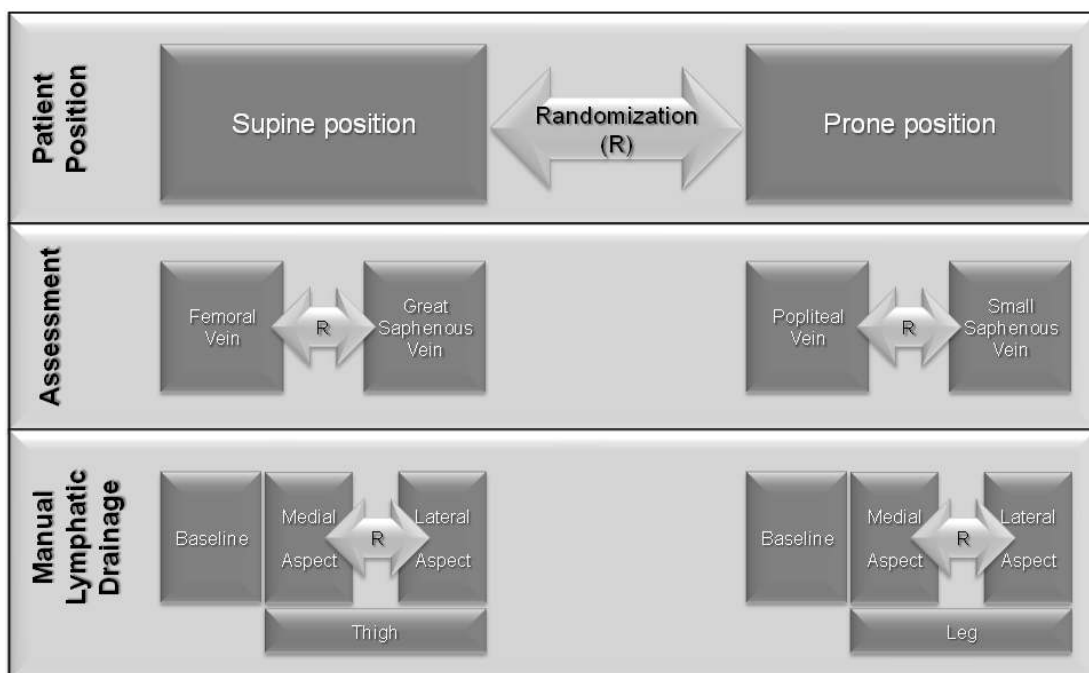 Patient
Position
Supine position
Randomization
(R)
Prone position
Assessment
Femoral
Vein
R
Great
Saphenous
Vein
Popliteal
Vein
R
Small
Saphenous
Vein
Manual
Lymphatic
Drainage
Baseline
Medial
Aspect
R
Lateral
Aspect
Thigh
Baseline
Medial
Aspect
R
Lateral
Aspect
Leg